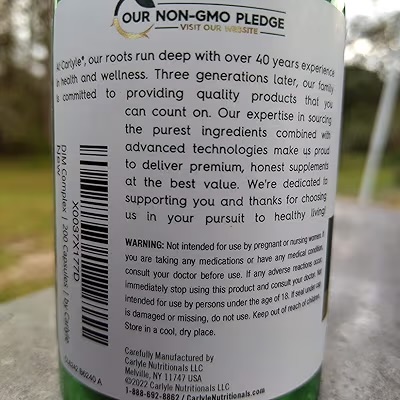 OUR NON-GMO PLEDGE
VISIT OUR WEBSITE
At Carlyle®, our roots run deep with over 40 years experience
in health and wellness. Three generations later, our family
is committed to providing quality products that you
can count on. Our expertise in sourcing
the purest ingredients combined with
advanced technologies make us proud
to deliver premium, honest supplements
at the best value. We're dedicated to
supporting you and thanks for choosing
us in your pursuit to healthy living!
WARNING: Not intended for use by pregnant or nursing women. If
you are taking any medications or have any medical condition,
consult your doctor before use. If any adverse reactions occur,
immediately stop using this product and consult your doctor. Not
intended for use by persons under the age of 18. If seal under cap
is damaged or missing, do not use. Keep out of reach of children.
Store in a cool, dry place.
Carefully Manufactured by
Carlyle Nutritionals LLC
Melville, NY 11747 USA
©2022 Carlyle Nutritionals LLC
1-888-692-8862 / CarlyleNutritionals.com
DIM Complex | 200 Capsules | by Carlyle
New
B6240 A